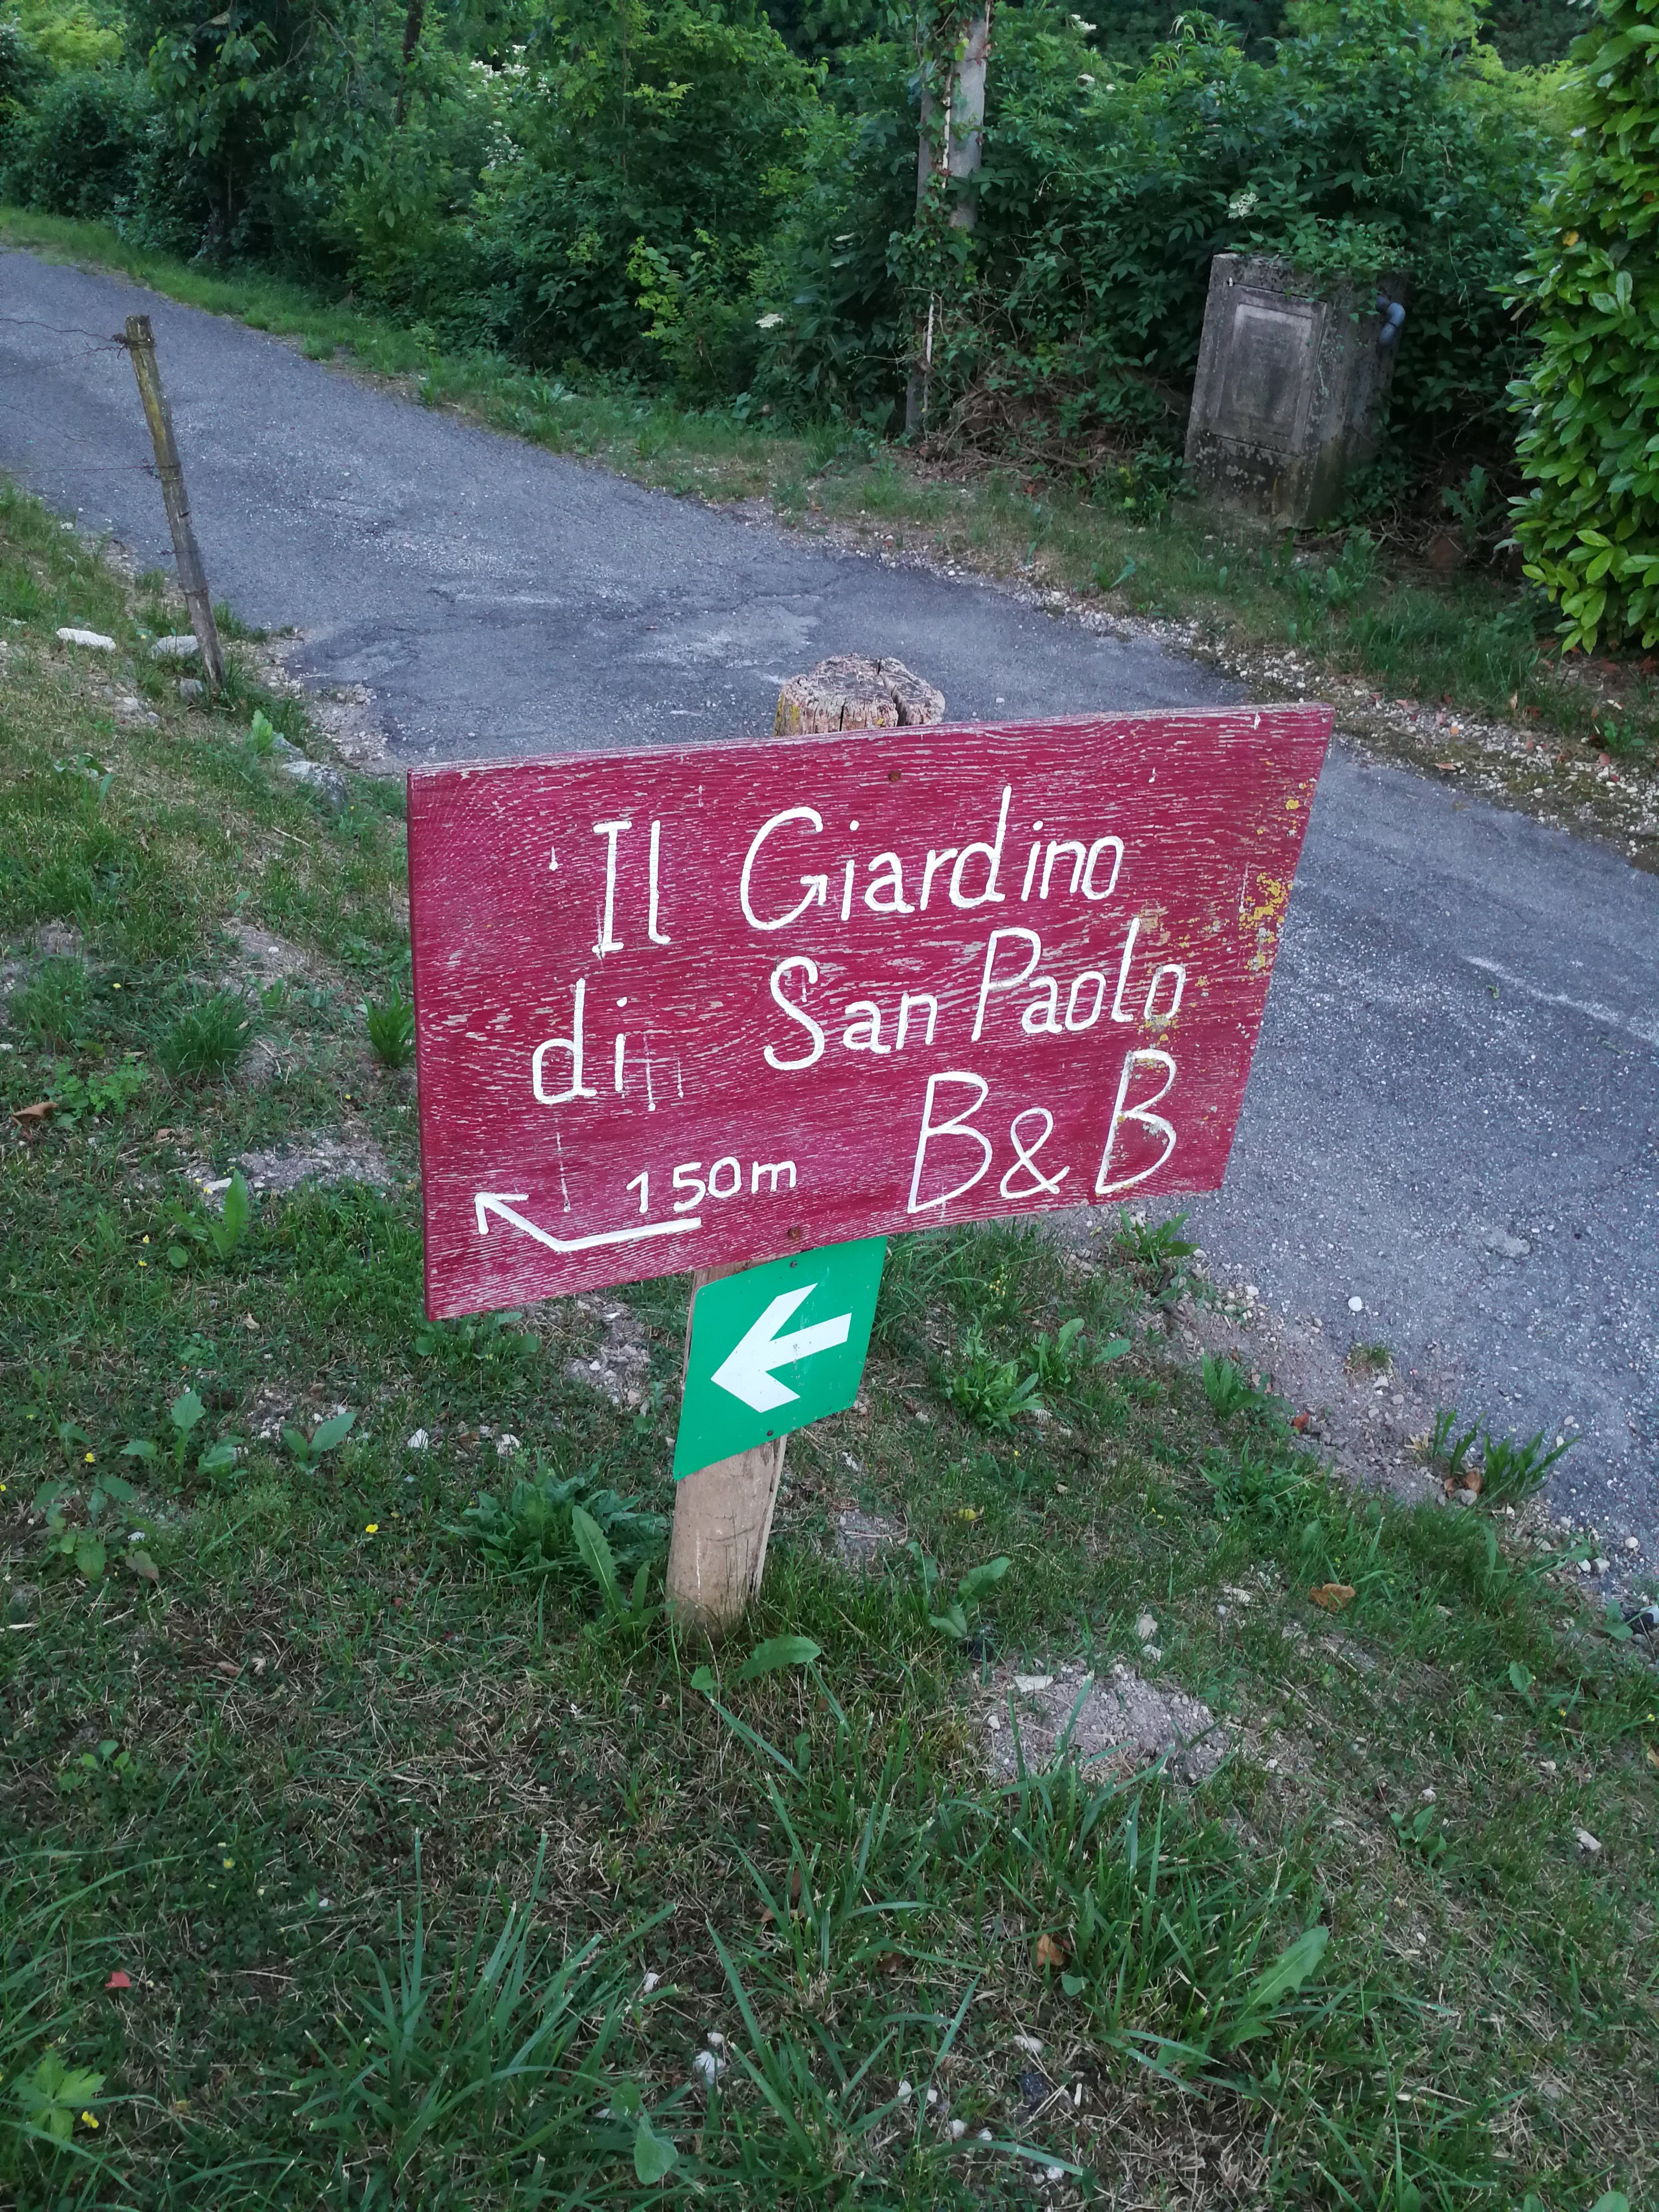 Il Giardino
di San Paolo
B&B
150m